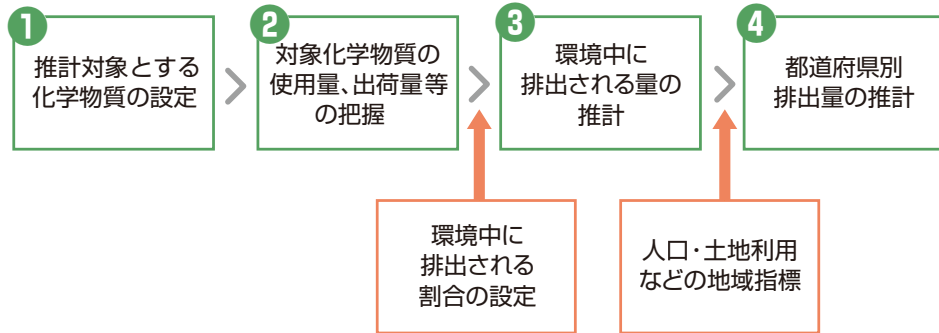 1
推計対象とする
化学物質の設定
2
対象化学物質の
使用量、出荷量等
の把握
3
環境中に
排出される量の
推計
4
都道府県別
排出量の推計
環境中に
排出される
割合の設定
人口・土地利用
などの地域指標